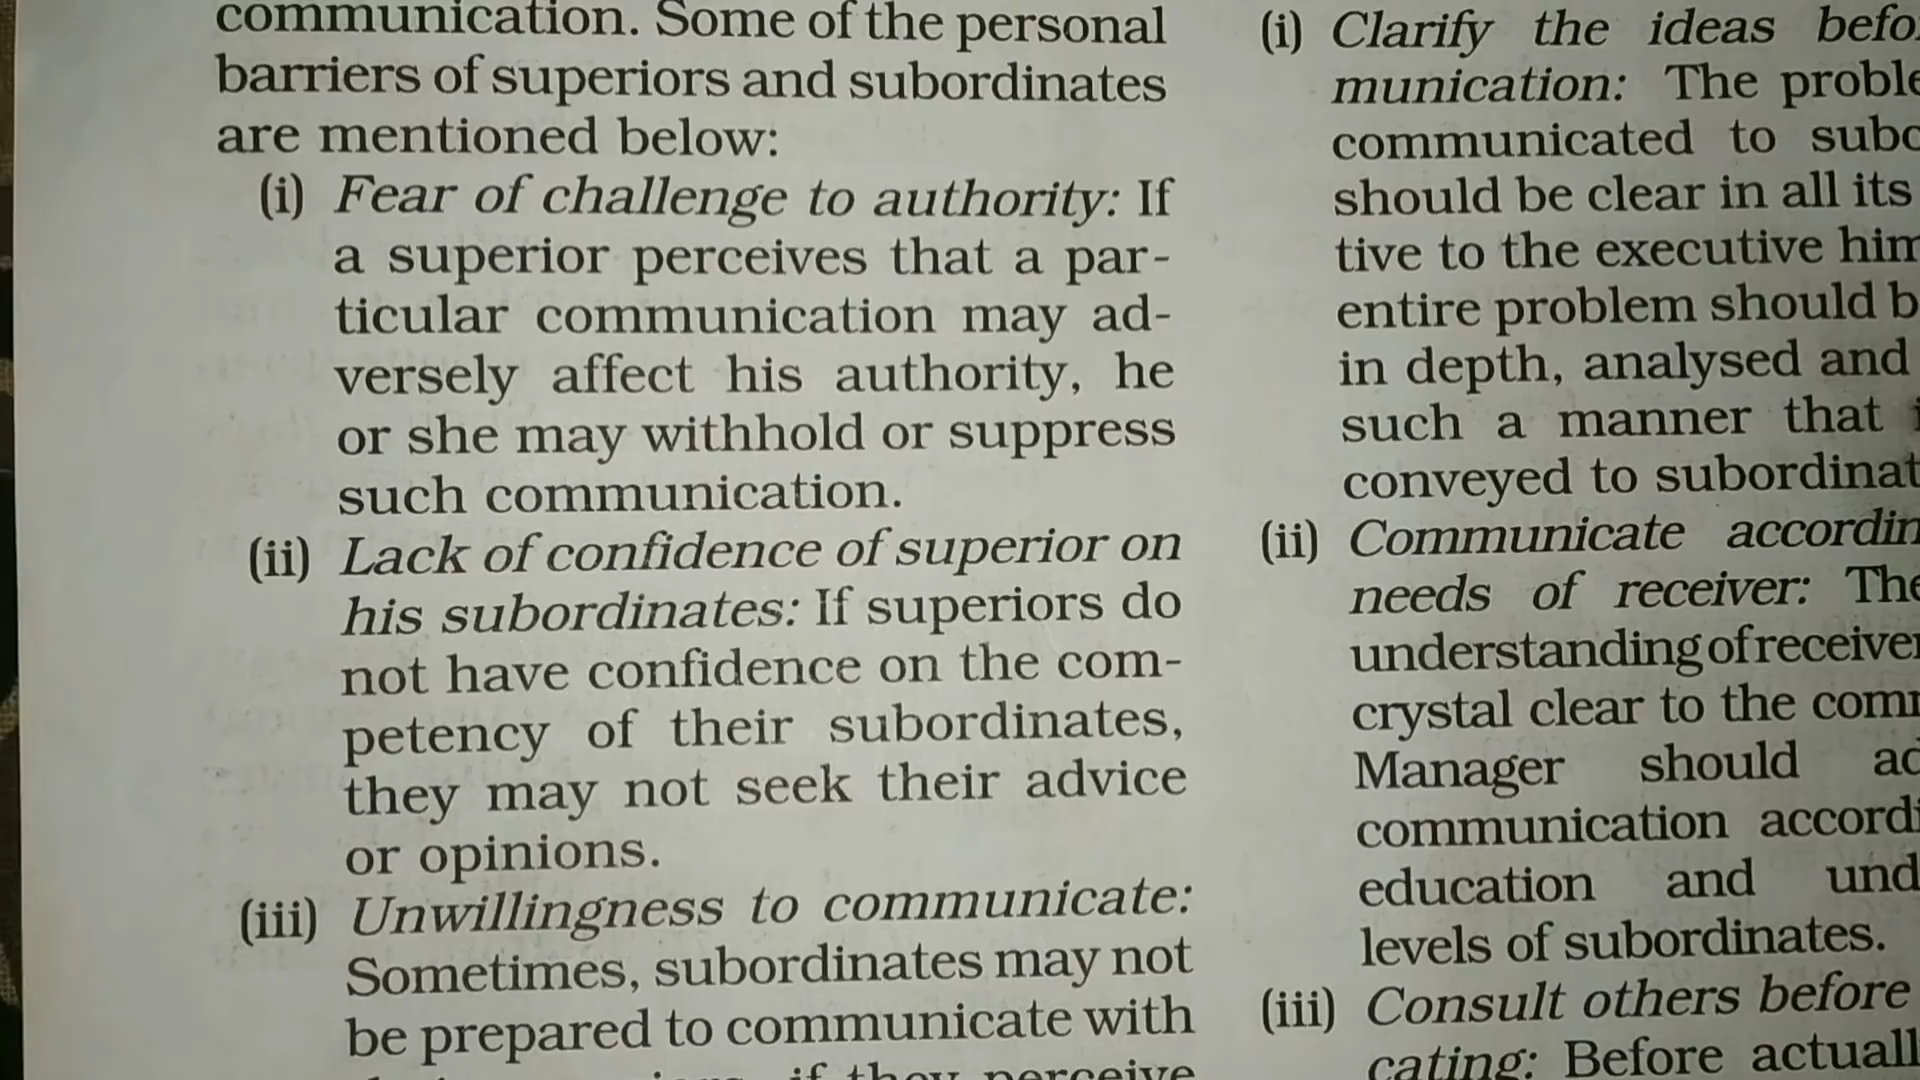 communication. Some of the personal
barriers of superiors and subordinates
are mentioned below:
(i) Fear of challenge to authority: If
a superior perceives that a par-
ticular communication may ad-
versely affect his authority, he
or she may withhold or suppress
such communication.
(ii) Lack of confidence of superior on
his subordinates: If superiors do
not have confidence on the com-
petency of their subordinates,
they may not seek their advice
or opinions.
(iii) Unwillingness to communicate:
Sometimes, subordinates may not
be prepared to communicate with
if they perceive
(i) Clarify the ideas
munication: The
communicated to
should be clear in all its
tive to the executive
entire problem should
in depth, analysed and
such a manner that
conveyed to
(ii) Communicate
needs of receiver:
understanding of
crystal clear to the
Manager should
communication
education and
levels of subordinates.
(iii) Consult others before
cating: Before